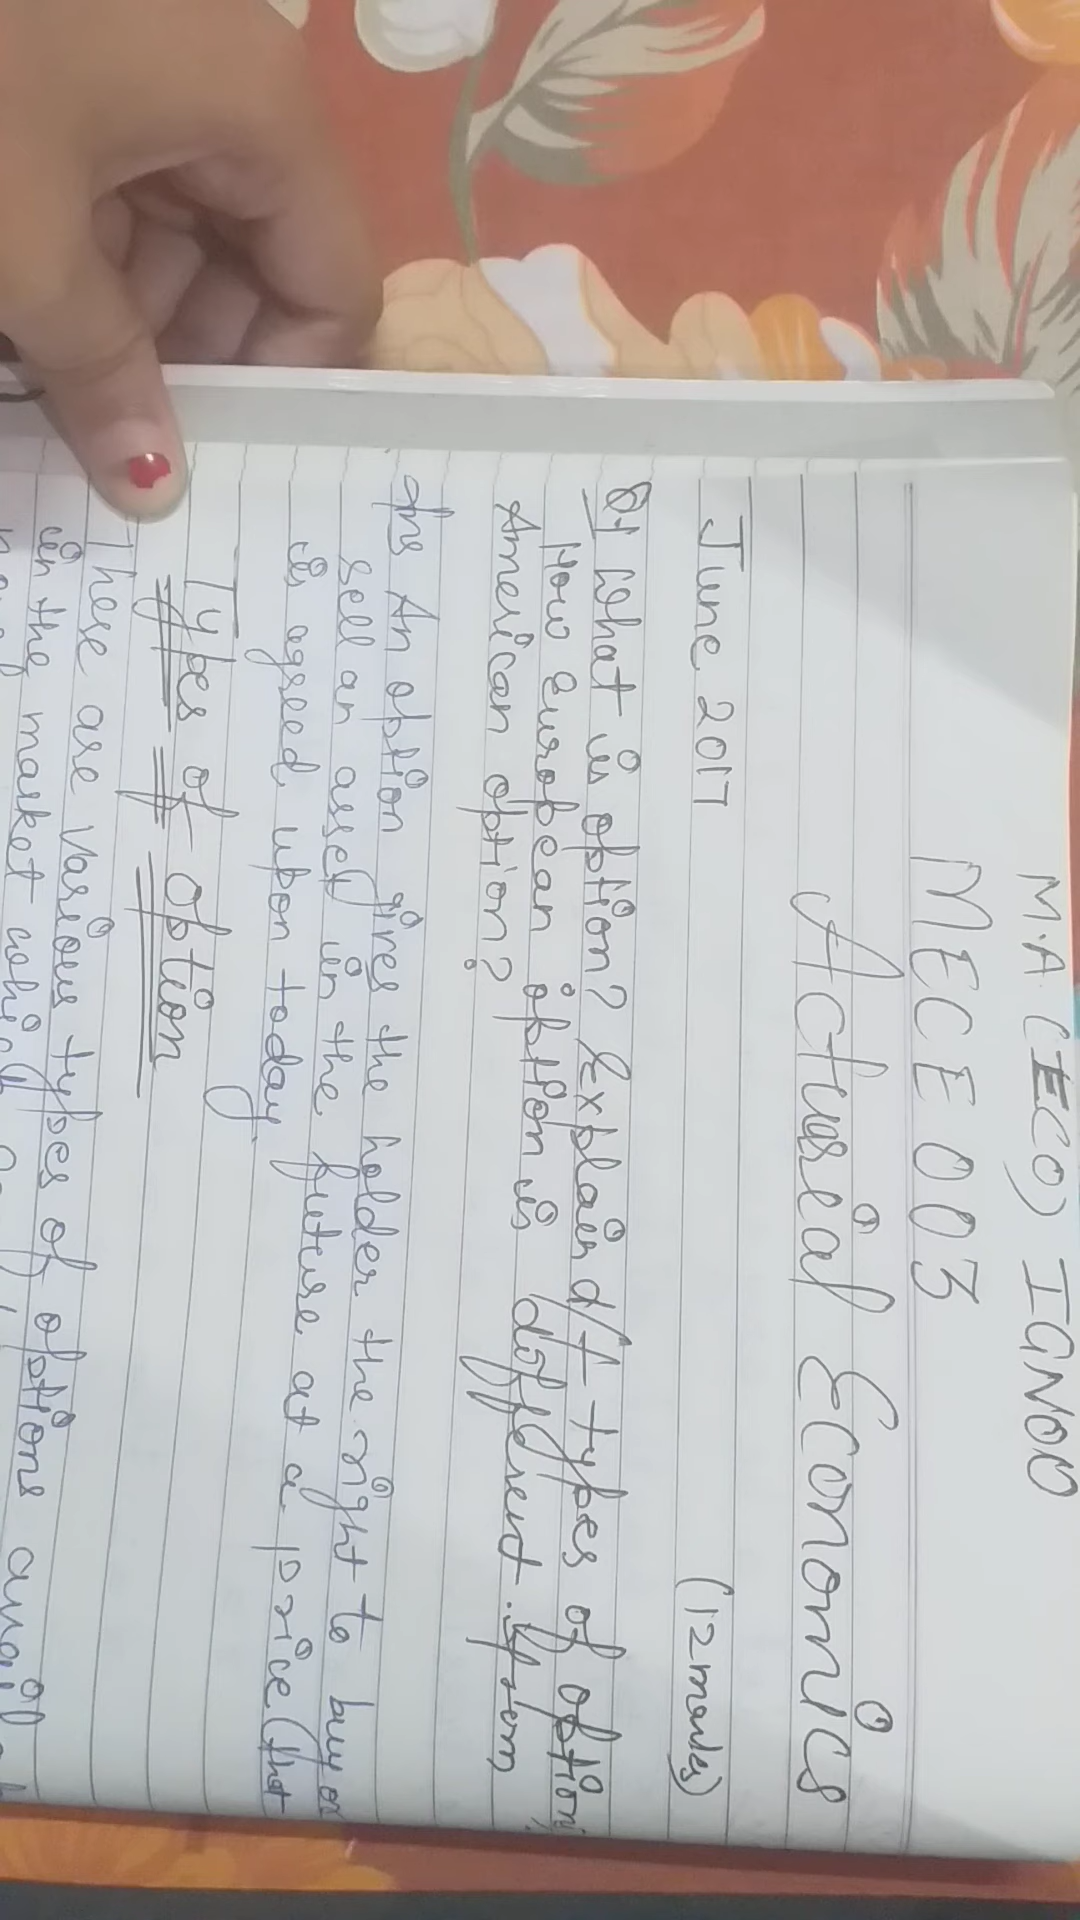 M.A (ECO) IGNOU
MECE 003
Actuarial Economics
June 2017 (12 marks)
Q1 What is option? Explain d/f types of option,
How European option is different from
American option?
Ans An option gives the holder the right to buy or
sell an asset in the future at a price (that
is agreed upon today
Types of option
There are Various types of options
in the market which